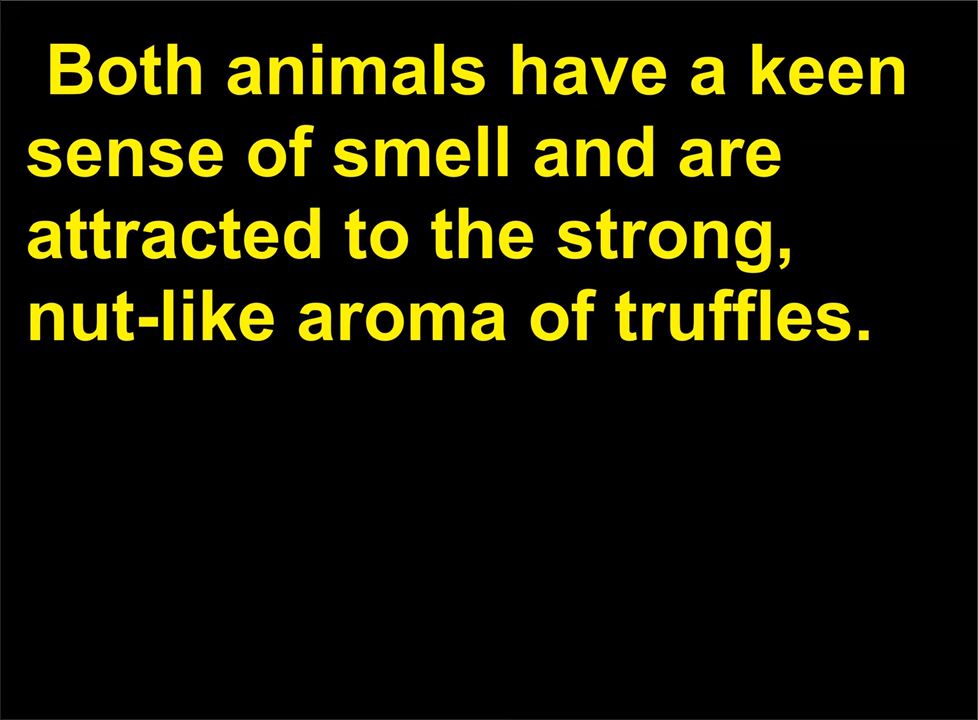 Both animals have a keen
sense of smell and are
attracted to the strong,
nut-like aroma of truffles.